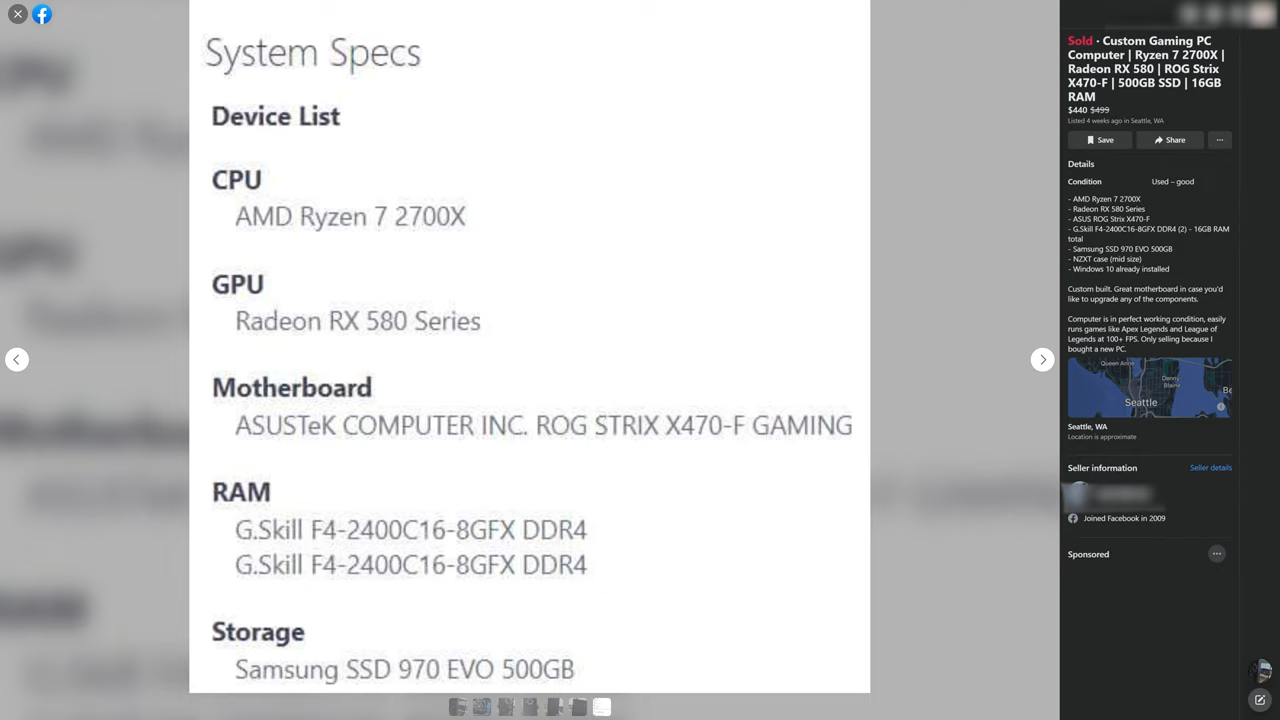 System Specs
Device List
CPU
AMD Ryzen 7 2700X
GPU
Radeon RX 580 Series
Motherboard
ASUSTeK COMPUTER INC. ROG STRIX X470-F GAMING
RAM
G.Skill F4-2400C16-8GFX DDR4
G.Skill F4-2400C16-8GFX DDR4
Storage
Samsung SSD 970 EVO 500GB
Sold · Custom Gaming PC
Computer | Ryzen 7 2700X |
Radeon RX 580 | ROG Strix
X470-F | 500GB SSD | 16GB
RAM
$440 $499
Listed 4 weeks ago in Seattle, WA
Save
Share
Details
Condition Used – good
- AMD Ryzen 7 2700X
- Radeon RX 580 Series
- ASUS ROG Strix X470-F
- G.Skill F4-2400C16-8GFX DDR4 (2) - 16GB RAM
total
- Samsung SSD 970 EVO 500GB
- NZXT case (mid size)
- Windows 10 already installed
Custom built. Great motherboard in case you'd
like to upgrade any of the components.
Computer is in perfect working condition, easily
runs games like Apex Legends and League of
Legends at 100+ FPS. Only selling because I
bought a new PC.
Queen Anne
Denny
Blaine
Be
Seattle
Seattle, WA
Location is approximate
Seller information Seller details
Joined Facebook in 2009
Sponsored